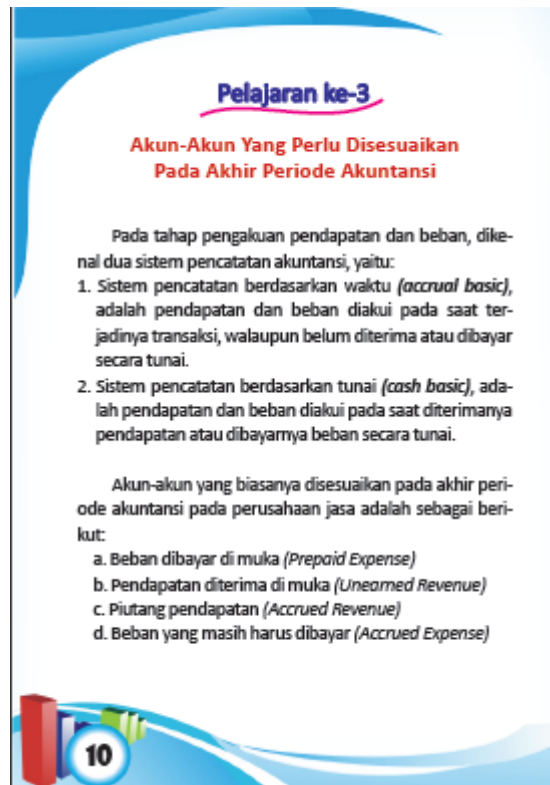 Pelajaran ke-3
Akun-Akun Yang Perlu Disesuaikan
Pada Akhir Periode Akuntansi
Pada tahap pengakuan pendapatan dan beban, dike-
nal dua sistem pencatatan akuntansi, yaitu:
1. Sistem pencatatan berdasarkan waktu (accrual basic),
adalah pendapatan dan beban diakui pada saat ter-
jadinya transaksi, walaupun belum diterima atau dibayar
secara tunai.
2. Sistem pencatatan berdasarkan tunai (cash basic), ada-
lah pendapatan dan beban diakui pada saat diterimanya
pendapatan atau dibayarnya beban secara tunai.
Akun-akun yang biasanya disesuaikan pada akhir peri-
ode akuntansi pada perusahaan jasa adalah sebagai beri-
kut:
a. Beban dibayar di muka (Prepaid Expense)
b. Pendapatan diterima di muka (Unearned Revenue)
c. Piutang pendapatan (Accrued Revenue)
d. Beban yang masih harus dibayar (Accrued Expense)
10